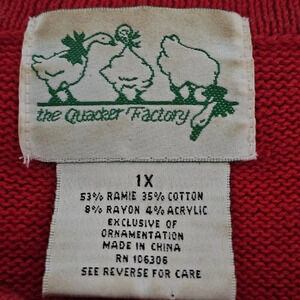 the Quacker Factory
1X
53% RAMIE 35% COTTON
8% RAYON 4% ACRYLIC
EXCLUSIVE OF
ORNAMENTATION
MADE IN CHINA
RN 106306
SEE REVERSE FOR CARE